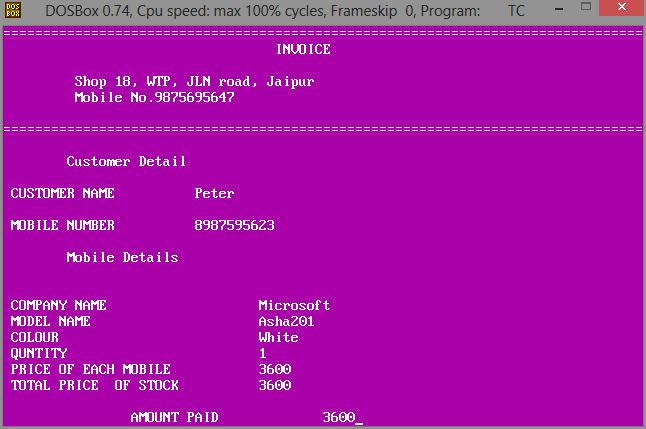 DOS BOX DOSBox 0.74, Cpu speed: max 100% cycles, Frameskip 0, Program: TC
================================================================================
INVOICE
Shop 18, WTP, JLN road, Jaipur
Mobile No.9875695647
================================================================================
Customer Detail
CUSTOMER NAME Peter
MOBILE NUMBER 8987595623
Mobile Details
COMPANY NAME Microsoft
MODEL NAME Asha201
COLOUR White
QUNTITY 1
PRICE OF EACH MOBILE 3600
TOTAL PRICE OF STOCK 3600
AMOUNT PAID 3600_